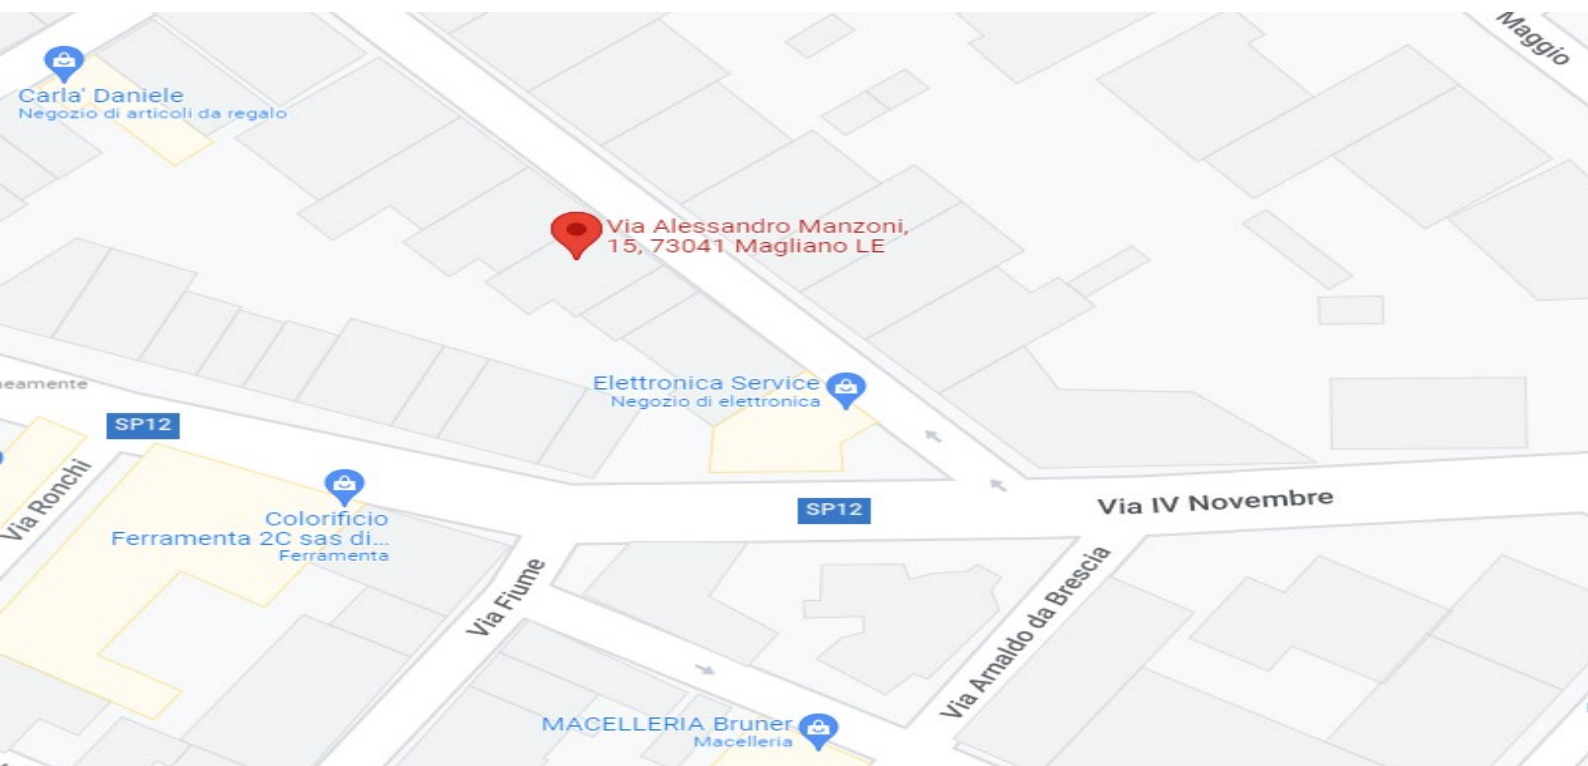 Maggio
Carla' Daniele
Negozio di articoli da regalo
Via Alessandro Manzoni,
15, 73041 Magliano LE
Elettronica Service
Negozio di elettronica
eamente
SP12
Via Ronchi
Colorificio
Ferramenta 2C sas di...
Ferramenta
SP12
Via IV Novembre
Via Fiume
Via Arnaldo da Brescia
MACELLERIA Bruner
Macelleria